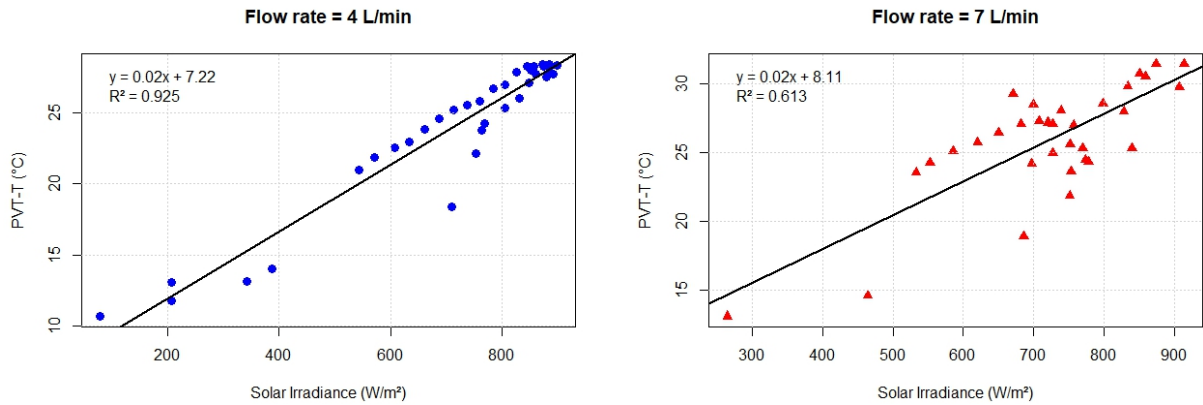 Flow rate = 4 L/min
y = 0.02x + 7.22
R² = 0.925
PVT-T (°C)
25
20
15
10
200
400
600
800
Solar Irradiance (W/m²)
Flow rate = 7 L/min
y = 0.02x + 8.11
R² = 0.613
PVT-T (°C)
30
25
20
15
300
400
500
600
700
800
900
Solar Irradiance (W/m²)